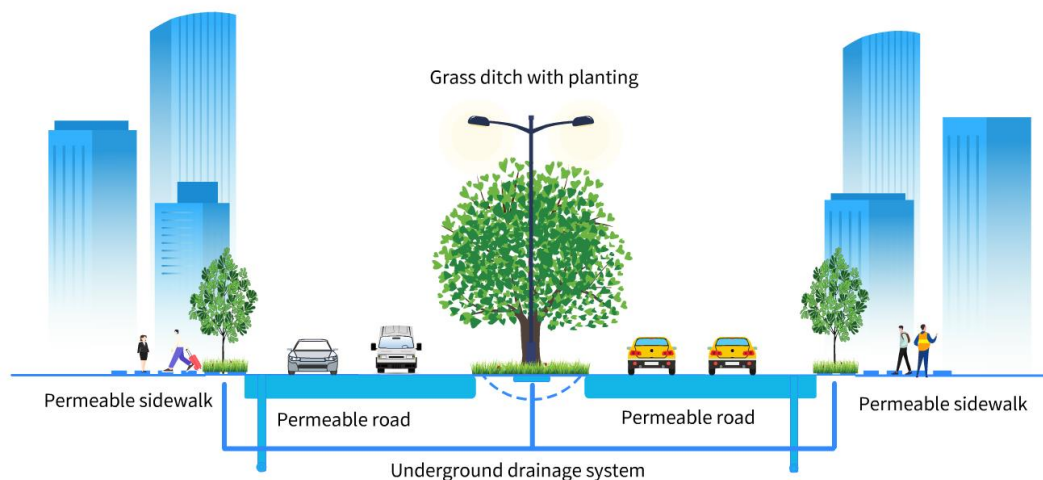 Grass ditch with planting
Permeable sidewalk
Permeable road
Permeable road
Permeable sidewalk
Underground drainage system